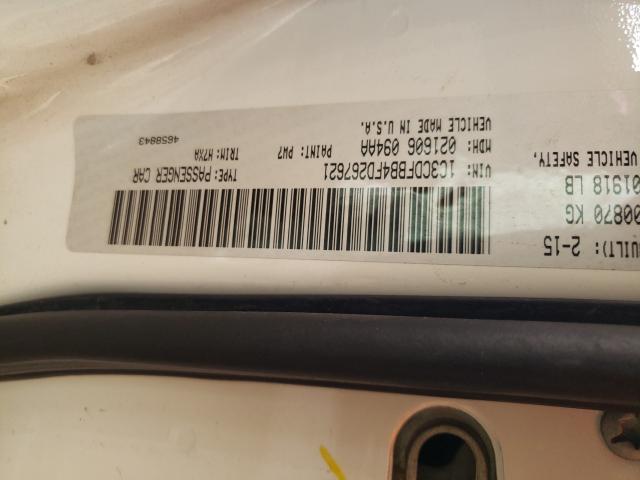 UILT): 2-15
00870 KG
01918 LB
VEHICLE SAFETY,
VIN: 1C3CDFBB4FD267621 TYPE: PASSENGER CAR
MDH: 021606 094AA PAINT: PW7 TRIM: H7XA
VEHICLE MADE IN U.S.A. 4658843